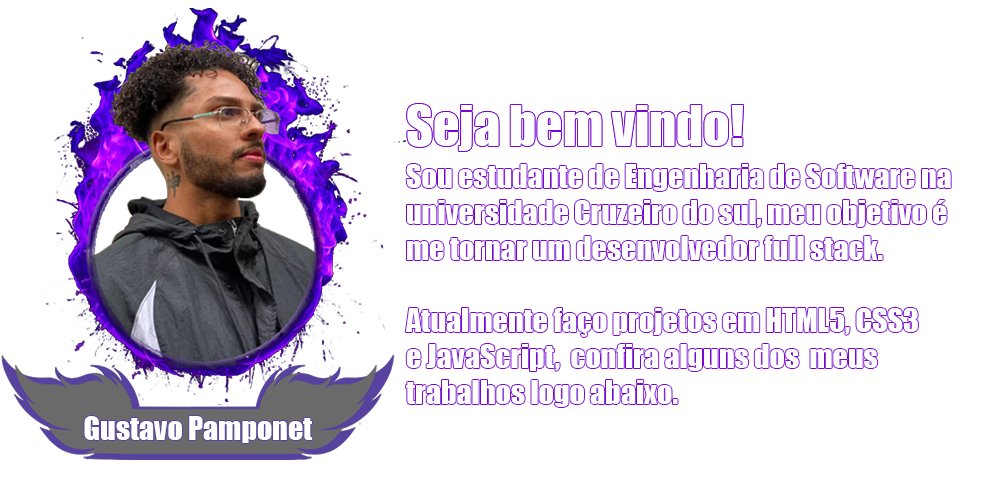 Seja bem vindo!
Sou estudante de Engenharia de Software na
universidade Cruzeiro do sul, meu objetivo é
me tornar um desenvolvedor full stack.
Atualmente faço projetos em HTML5, CSS3
e JavaScript, confira alguns dos meus
trabalhos logo abaixo.
Gustavo Pamponet